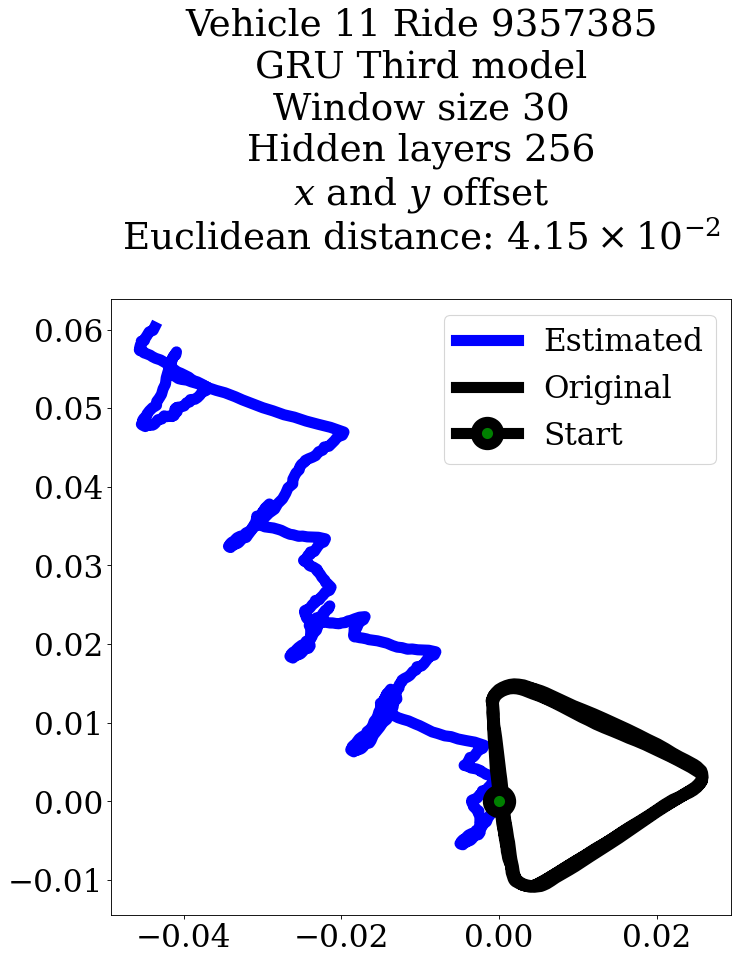 Vehicle 11 Ride 9357385
GRU Third model
Window size 30
Hidden layers 256
x and y offset
Euclidean distance: 4.15 × 10⁻²
Estimated
Original
Start
0.06
0.05
0.04
0.03
0.02
0.01
0.00
−0.01
−0.04
−0.02
0.00
0.02